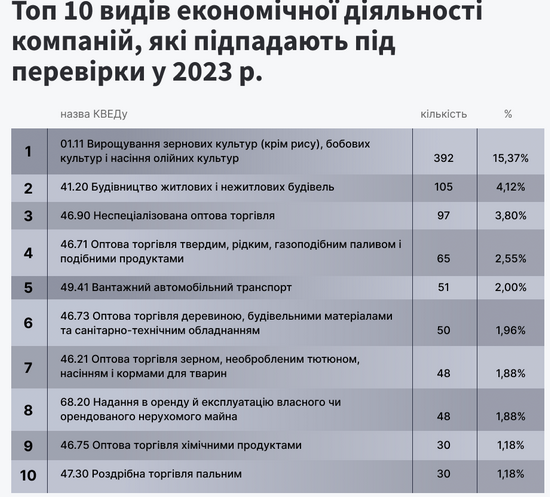 Топ 10 видів економічної діяльності
компаній, які підпадають під
перевірки у 2023 р.
назва КВЕДу кількість %
1 01.11 Вирощування зернових культур (крім рису), бобових
культур і насіння олійних культур 392 15,37%
2 41.20 Будівництво житлових і нежитлових будівель 105 4,12%
3 46.90 Неспеціалізована оптова торгівля 97 3,80%
4 46.71 Оптова торгівля твердим, рідким, газоподібним паливом і
подібними продуктами 65 2,55%
5 49.41 Вантажний автомобільний транспорт 51 2,00%
6 46.73 Оптова торгівля деревиною, будівельними матеріалами
та санітарно-технічним обладнанням 50 1,96%
7 46.21 Оптова торгівля зерном, необробленим тютюном,
насінням і кормами для тварин 48 1,88%
8 68.20 Надання в оренду й експлуатацію власного чи
орендованого нерухомого майна 48 1,88%
9 46.75 Оптова торгівля хімічними продуктами 30 1,18%
10 47.30 Роздрібна торгівля пальним 30 1,18%